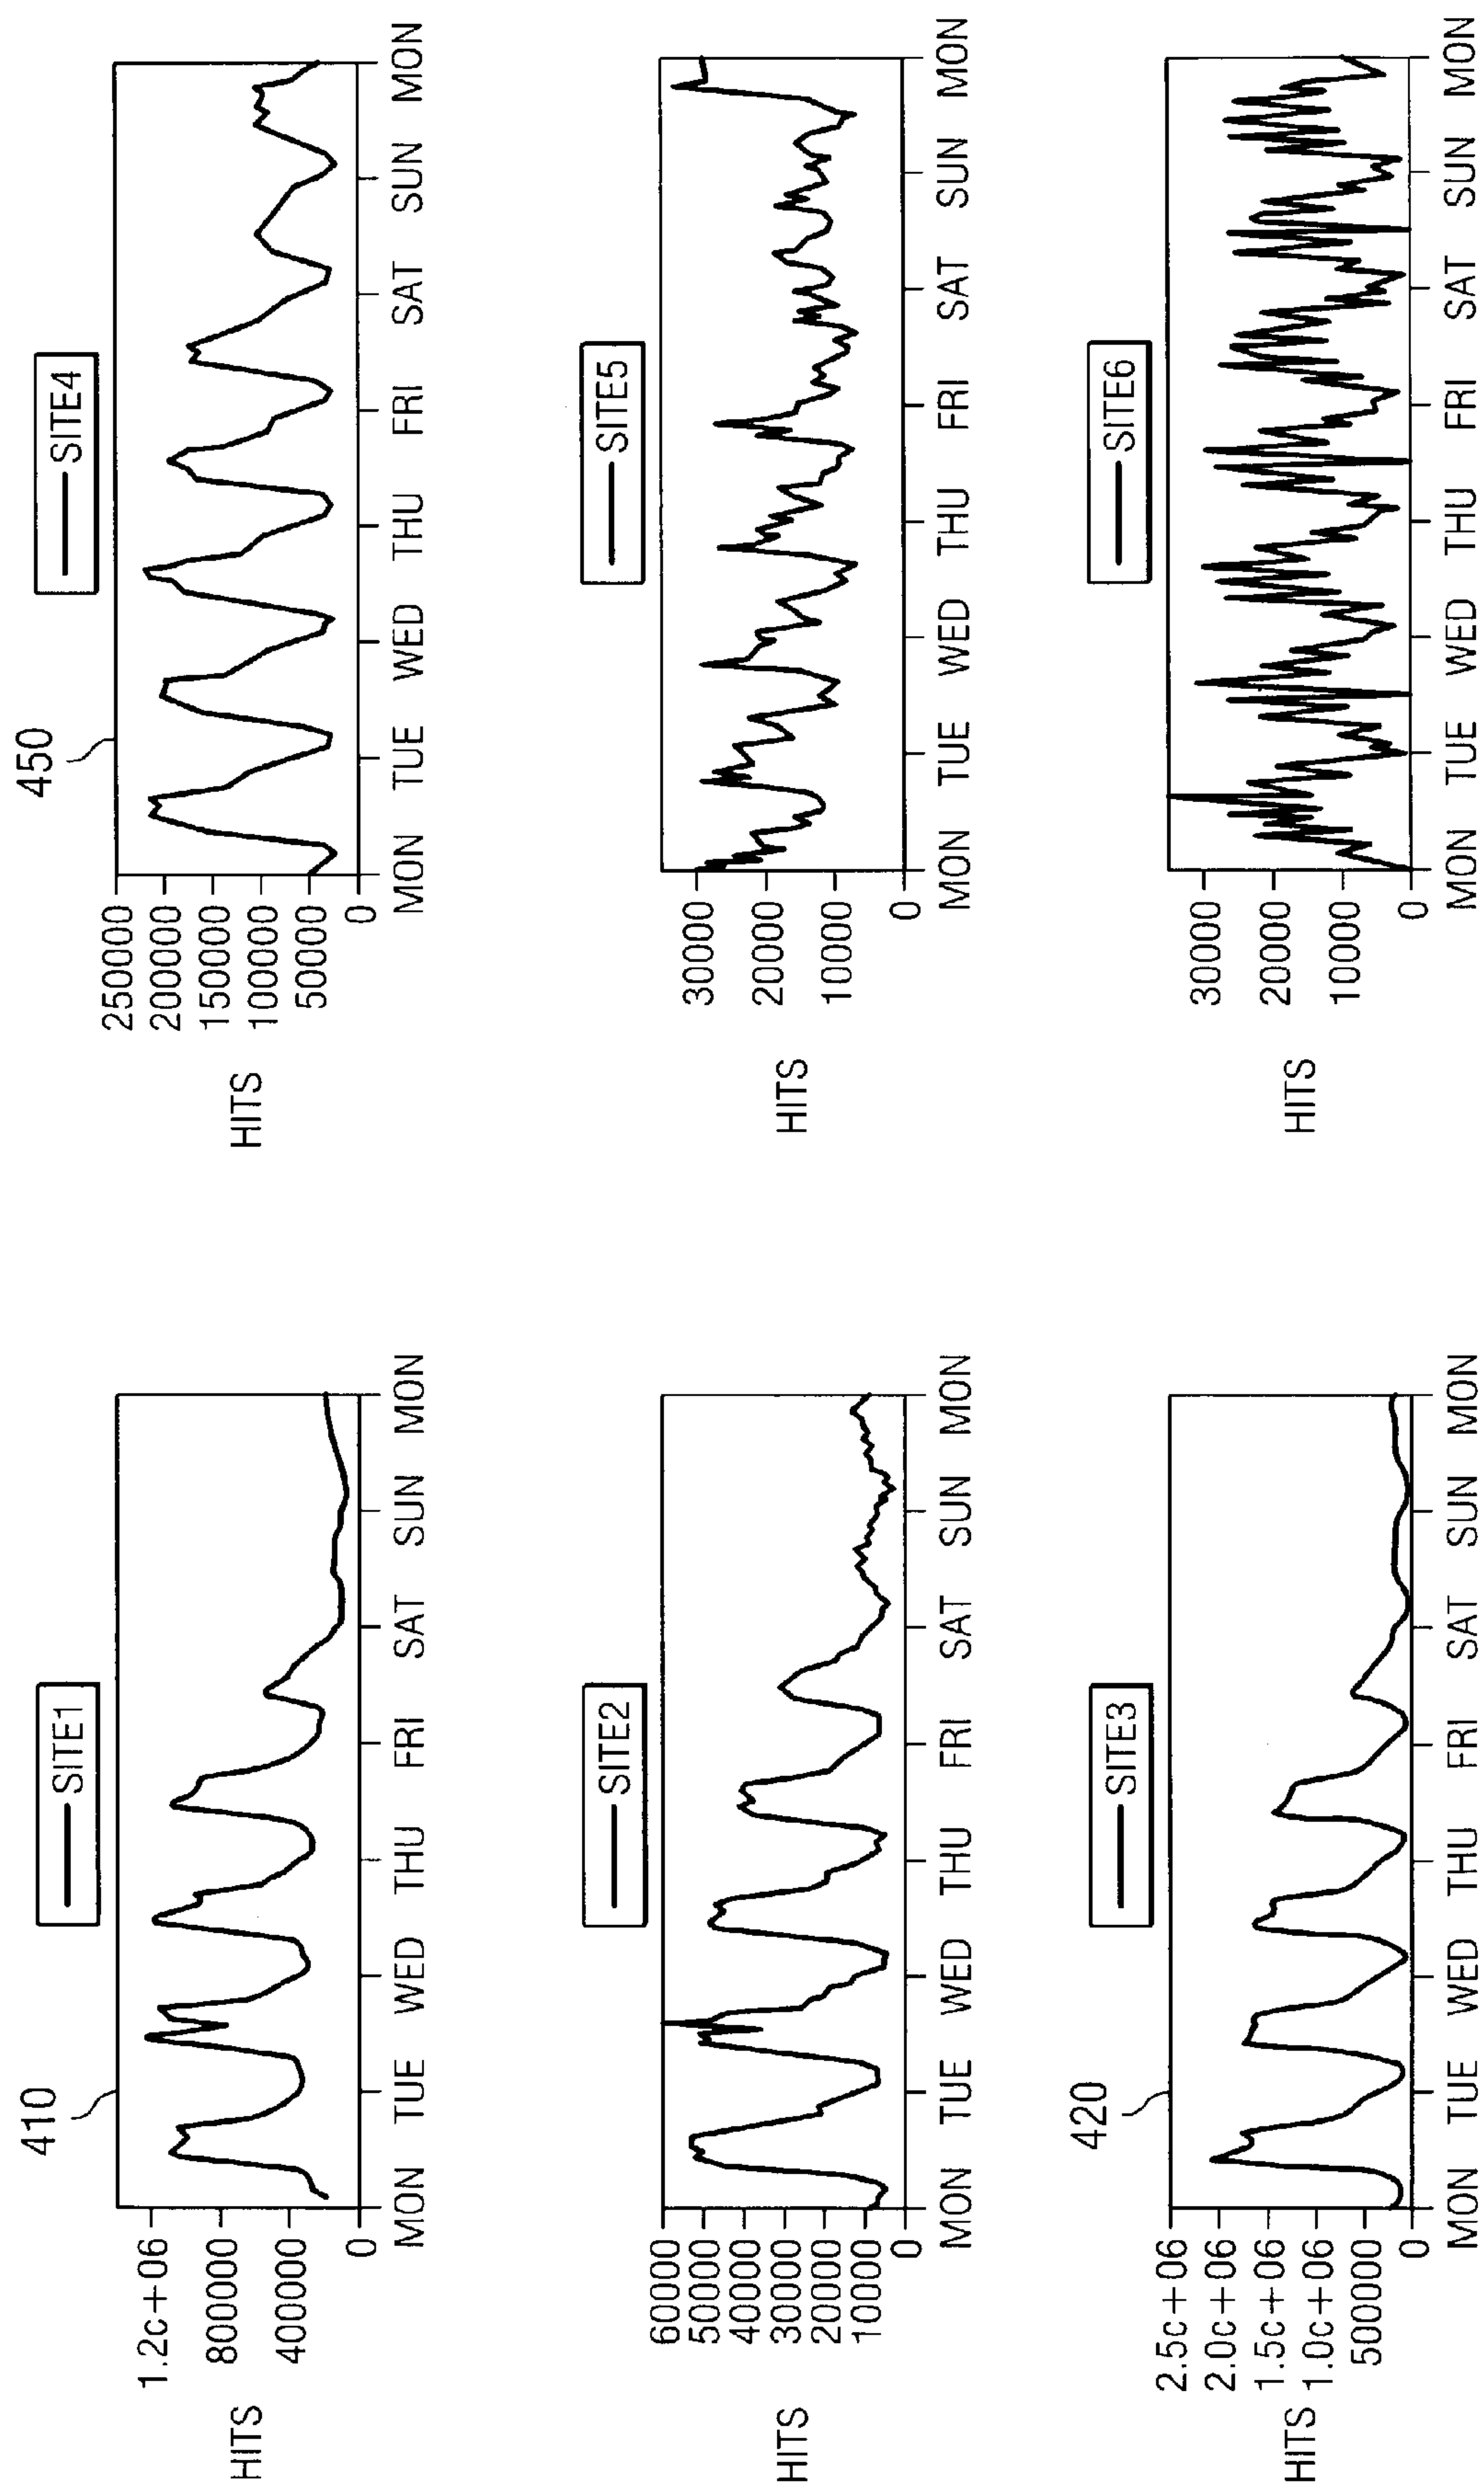 410
SITE1
HITS
1.2c+06
800000
400000
0
MON TUE WED THU FRI SAT SUN MON
SITE2
HITS
60000
50000
40000
30000
20000
10000
0
MON TUE WED THU FRI SAT SUN MON
420
SITE3
HITS
2.5c+06
2.0c+06
1.5c+06
1.0c+06
500000
0
MON TUE WED THU FRI SAT SUN MON
450
SITE4
HITS
250000
200000
150000
100000
50000
0
MON TUE WED THU FRI SAT SUN MON
SITE5
HITS
30000
20000
10000
0
MON TUE WED THU FRI SAT SUN MON
SITE6
HITS
30000
20000
10000
0
MON TUE WED THU FRI SAT SUN MON